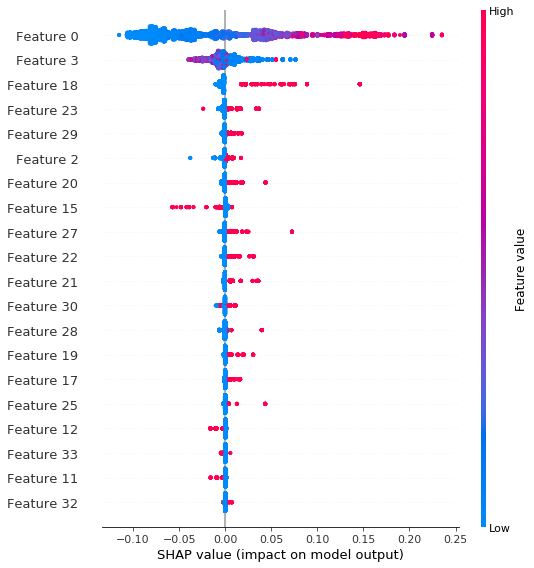 High
Feature 0
Feature 3
Feature 18
Feature 23
Feature 29
Feature 2
Feature 20
Feature 15
Feature 27
Feature 22
Feature 21
Feature 30
Feature 28
Feature 19
Feature 17
Feature 25
Feature 12
Feature 33
Feature 11
Feature 32
Feature value
Low
−0.10 −0.05 0.00 0.05 0.10 0.15 0.20 0.25
SHAP value (impact on model output)